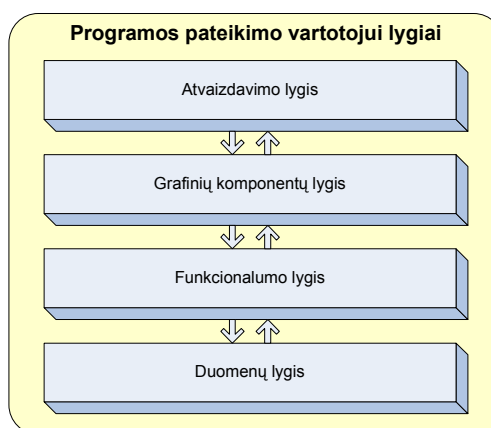 Programos pateikimo vartotojui lygiai
Atvaizdavimo lygis
Grafinių komponentų lygis
Funkcionalumo lygis
Duomenų lygis